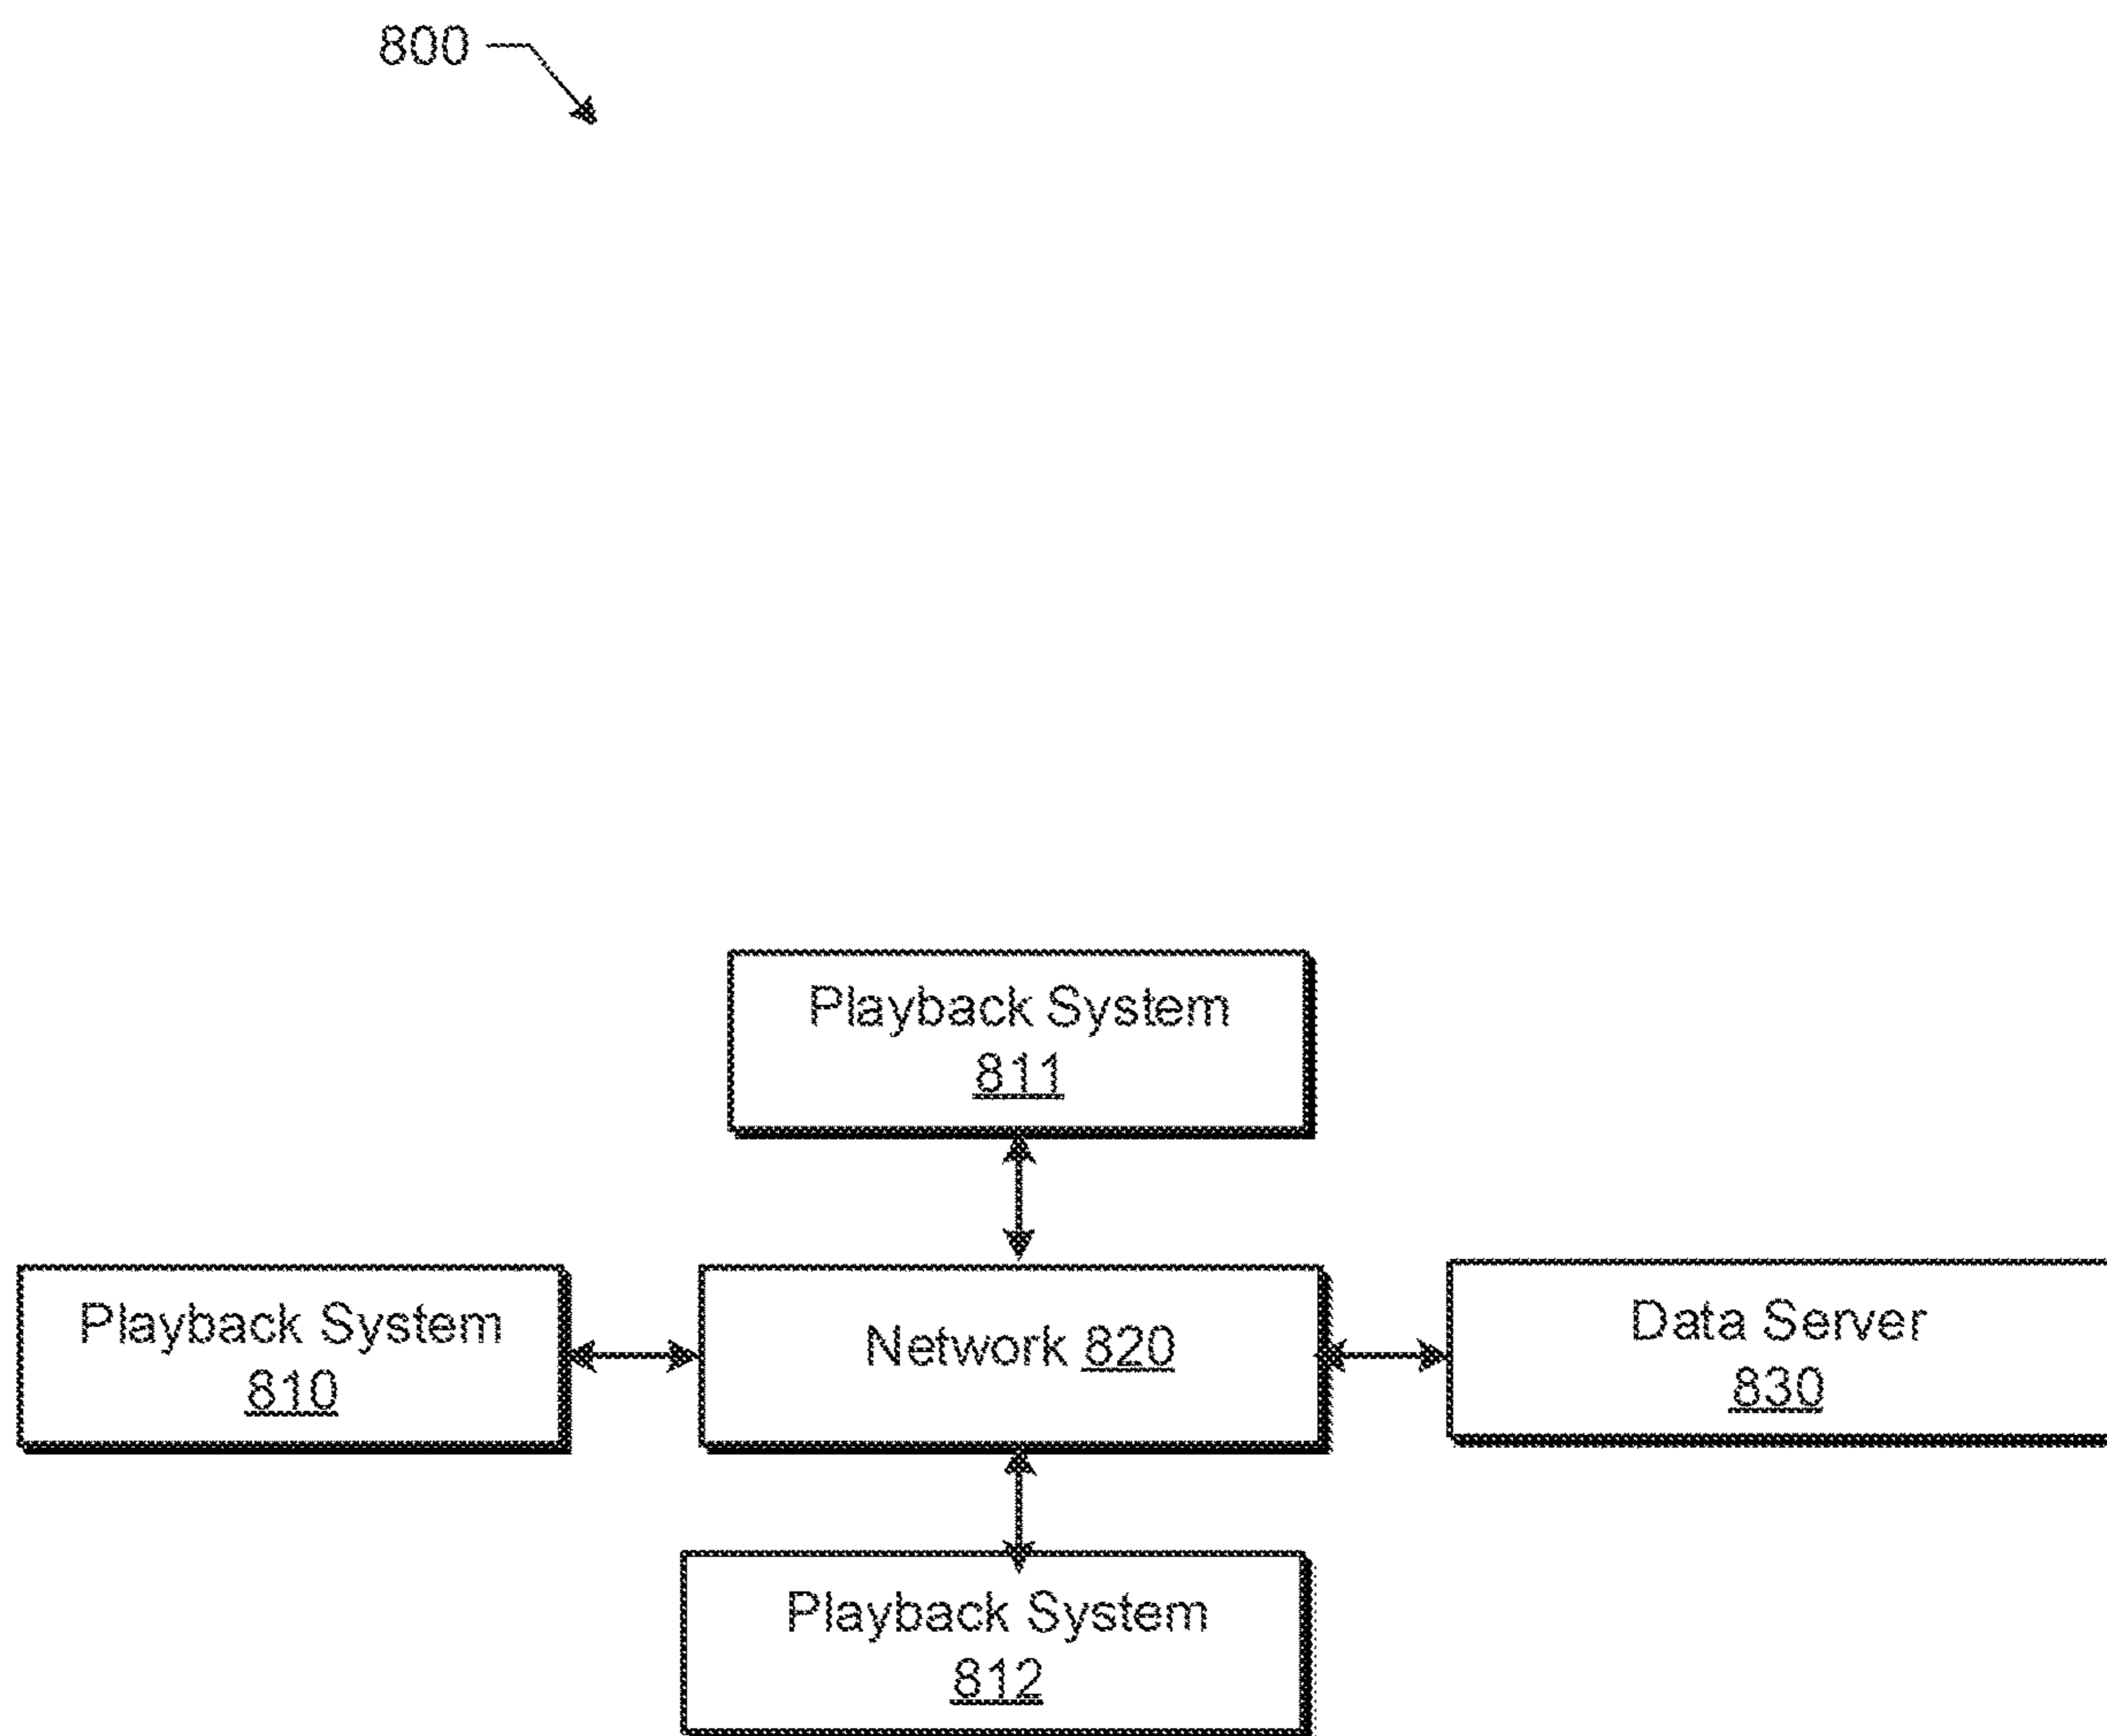 800
Playback System
811
Playback System
810
Network 820
Data Server
830
Playback System
812